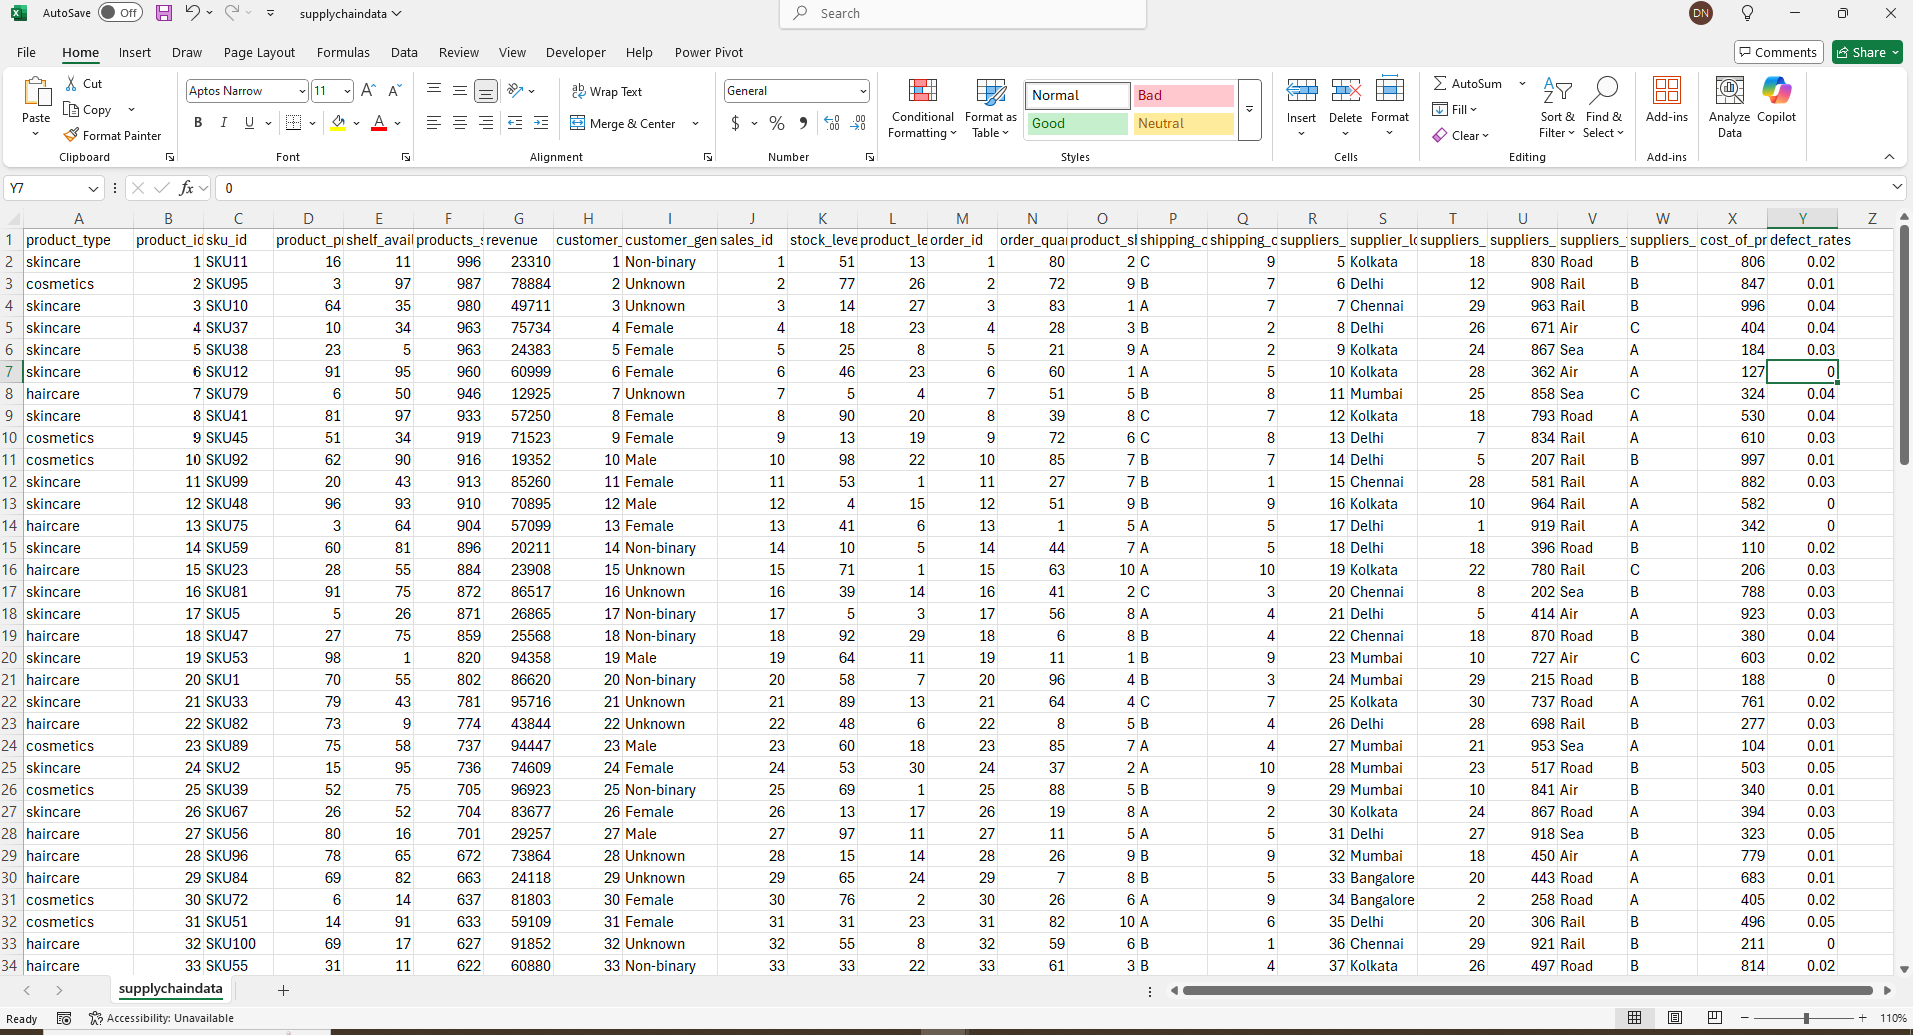 AutoSave Off supplychaindata Search DN
File Home Insert Draw Page Layout Formulas Data Review View Developer Help Power Pivot Comments Share
Paste Cut Copy Format Painter Clipboard
Aptos Narrow 11 A A B I U A Font
ab Wrap Text Merge & Center Alignment
General $ % , .00 Number
Conditional Formatting Format as Table Normal Bad Good Neutral Styles
Insert Delete Format Cells
AutoSum Fill Clear Sort & Filter Find & Select Editing
Add-ins Add-ins
Analyze Data Copilot
Y7 fx 0
A B C D E F G H I J K L M N O P Q R S T U V W X Y Z
1 product_type product_id sku_id product_pr shelf_avail products_s revenue customer_ customer_gen sales_id stock_leve product_le order_id order_quan product_sh shipping_c shipping_c suppliers_ supplier_lo suppliers_ suppliers_ suppliers_ suppliers_ cost_of_pr defect_rates
2 skincare 1 SKU11 16 11 996 23310 1 Non-binary 1 51 13 1 80 2 C 9 5 Kolkata 18 830 Road B 806 0.02
3 cosmetics 2 SKU95 3 97 987 78884 2 Unknown 2 77 26 2 72 9 B 7 6 Delhi 12 908 Rail B 847 0.01
4 skincare 3 SKU10 64 35 980 49711 3 Unknown 3 14 27 3 83 1 A 7 7 Chennai 29 963 Rail B 996 0.04
5 skincare 4 SKU37 10 34 963 75734 4 Female 4 18 23 4 28 3 B 2 8 Delhi 26 671 Air C 404 0.04
6 skincare 5 SKU38 23 5 963 24383 5 Female 5 25 8 5 21 9 A 2 9 Kolkata 24 867 Sea A 184 0.03
7 skincare 6 SKU12 91 95 960 60999 6 Female 6 46 23 6 60 1 A 5 10 Kolkata 28 362 Air A 127 0
8 haircare 7 SKU79 6 50 946 12925 7 Unknown 7 5 4 7 51 5 B 8 11 Mumbai 25 858 Sea C 324 0.04
9 skincare 8 SKU41 81 97 933 57250 8 Female 8 90 20 8 39 8 C 7 12 Kolkata 18 793 Road A 530 0.04
10 cosmetics 9 SKU45 51 34 919 71523 9 Female 9 13 19 9 72 6 C 8 13 Delhi 7 834 Rail A 610 0.03
11 cosmetics 10 SKU92 62 90 916 19352 10 Male 10 98 22 10 85 7 B 7 14 Delhi 5 207 Rail B 997 0.01
12 skincare 11 SKU99 20 43 913 85260 11 Female 11 53 1 11 27 7 B 1 15 Chennai 28 581 Rail A 882 0.03
13 skincare 12 SKU48 96 93 910 70895 12 Male 12 4 15 12 51 9 B 9 16 Kolkata 10 964 Rail A 582 0
14 haircare 13 SKU75 3 64 904 57099 13 Female 13 41 6 13 1 5 A 5 17 Delhi 1 919 Rail A 342 0
15 skincare 14 SKU59 60 81 896 20211 14 Non-binary 14 10 5 14 44 7 A 5 18 Delhi 18 396 Road B 110 0.02
16 haircare 15 SKU23 28 55 884 23908 15 Unknown 15 71 1 15 63 10 A 10 19 Kolkata 22 780 Rail C 206 0.03
17 skincare 16 SKU81 91 75 872 86517 16 Unknown 16 39 14 16 41 2 C 3 20 Chennai 8 202 Sea B 788 0.03
18 skincare 17 SKU5 5 26 871 26865 17 Non-binary 17 5 3 17 56 8 A 4 21 Delhi 5 414 Air A 923 0.03
19 haircare 18 SKU47 27 75 859 25568 18 Non-binary 18 92 29 18 6 8 B 4 22 Chennai 18 870 Road B 380 0.04
20 skincare 19 SKU53 98 1 820 94358 19 Male 19 64 11 19 11 1 B 9 23 Mumbai 10 727 Air C 603 0.02
21 haircare 20 SKU1 70 55 802 86620 20 Non-binary 20 58 7 20 96 4 B 3 24 Mumbai 29 215 Road B 188 0
22 skincare 21 SKU33 79 43 781 95716 21 Unknown 21 89 13 21 64 4 C 7 25 Kolkata 30 737 Road A 761 0.02
23 haircare 22 SKU82 73 9 774 43844 22 Unknown 22 48 6 22 8 5 B 4 26 Delhi 28 698 Rail B 277 0.03
24 cosmetics 23 SKU89 75 58 737 94447 23 Male 23 60 18 23 85 7 A 4 27 Mumbai 21 953 Sea A 104 0.01
25 skincare 24 SKU2 15 95 736 74609 24 Female 24 53 30 24 37 2 A 10 28 Mumbai 23 517 Road B 503 0.05
26 cosmetics 25 SKU39 52 75 705 96923 25 Non-binary 25 69 1 25 88 5 B 9 29 Mumbai 10 841 Air B 340 0.01
27 skincare 26 SKU67 26 52 704 83677 26 Female 26 13 17 26 19 8 A 2 30 Kolkata 24 867 Road A 394 0.03
28 haircare 27 SKU56 80 16 701 29257 27 Male 27 97 11 27 11 5 A 5 31 Delhi 27 918 Sea B 323 0.05
29 haircare 28 SKU96 78 65 672 73864 28 Unknown 28 15 14 28 26 9 B 9 32 Mumbai 18 450 Air A 779 0.01
30 haircare 29 SKU84 69 82 663 24118 29 Unknown 29 65 24 29 7 8 B 5 33 Bangalore 20 443 Road A 683 0.01
31 cosmetics 30 SKU72 6 14 637 81803 30 Female 30 76 2 30 26 6 A 9 34 Bangalore 2 258 Road A 405 0.02
32 cosmetics 31 SKU51 14 91 633 59109 31 Female 31 31 23 31 82 10 A 6 35 Delhi 20 306 Rail B 496 0.05
33 haircare 32 SKU100 69 17 627 91852 32 Unknown 32 55 8 32 59 6 B 1 36 Chennai 29 921 Rail B 211 0
34 haircare 33 SKU55 31 11 622 60880 33 Non-binary 33 33 22 33 61 3 B 4 37 Kolkata 26 497 Road B 814 0.02
supplychaindata
Ready Accessibility: Unavailable 110%